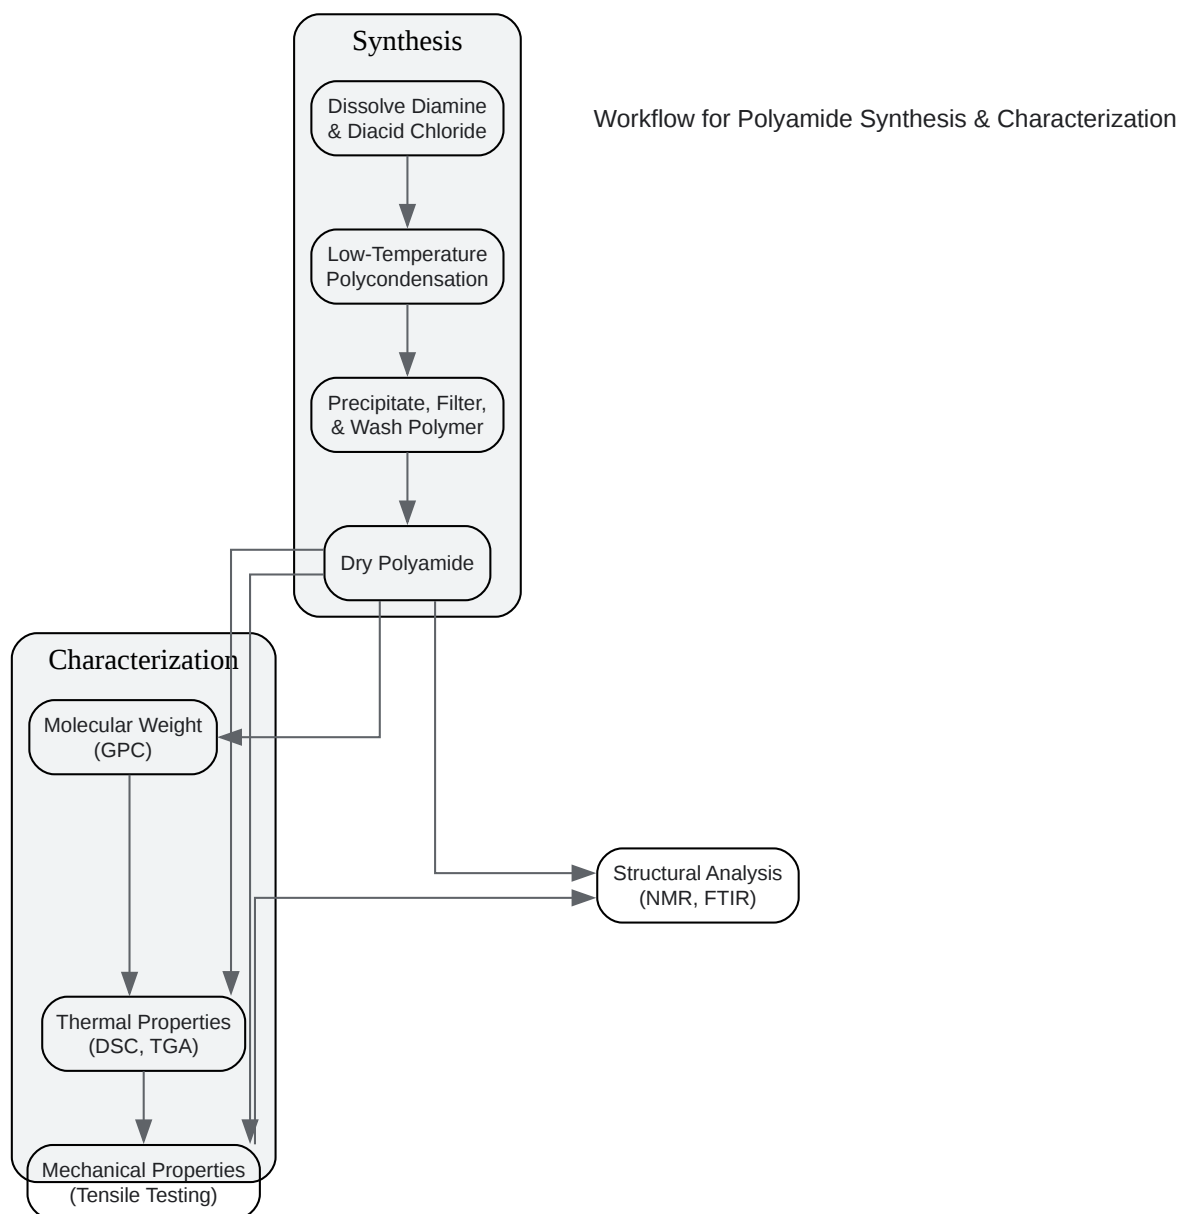 Synthesis
Dissolve Diamine
& Diacid Chloride
Workflow for Polyamide Synthesis & Characterization
Low-Temperature
Polycondensation
Precipitate, Filter,
& Wash Polymer
Dry Polyamide
Characterization
Molecular Weight
(GPC)
Structural Analysis
(NMR, FTIR)
Thermal Properties
(DSC, TGA)
Mechanical Properties
(Tensile Testing)